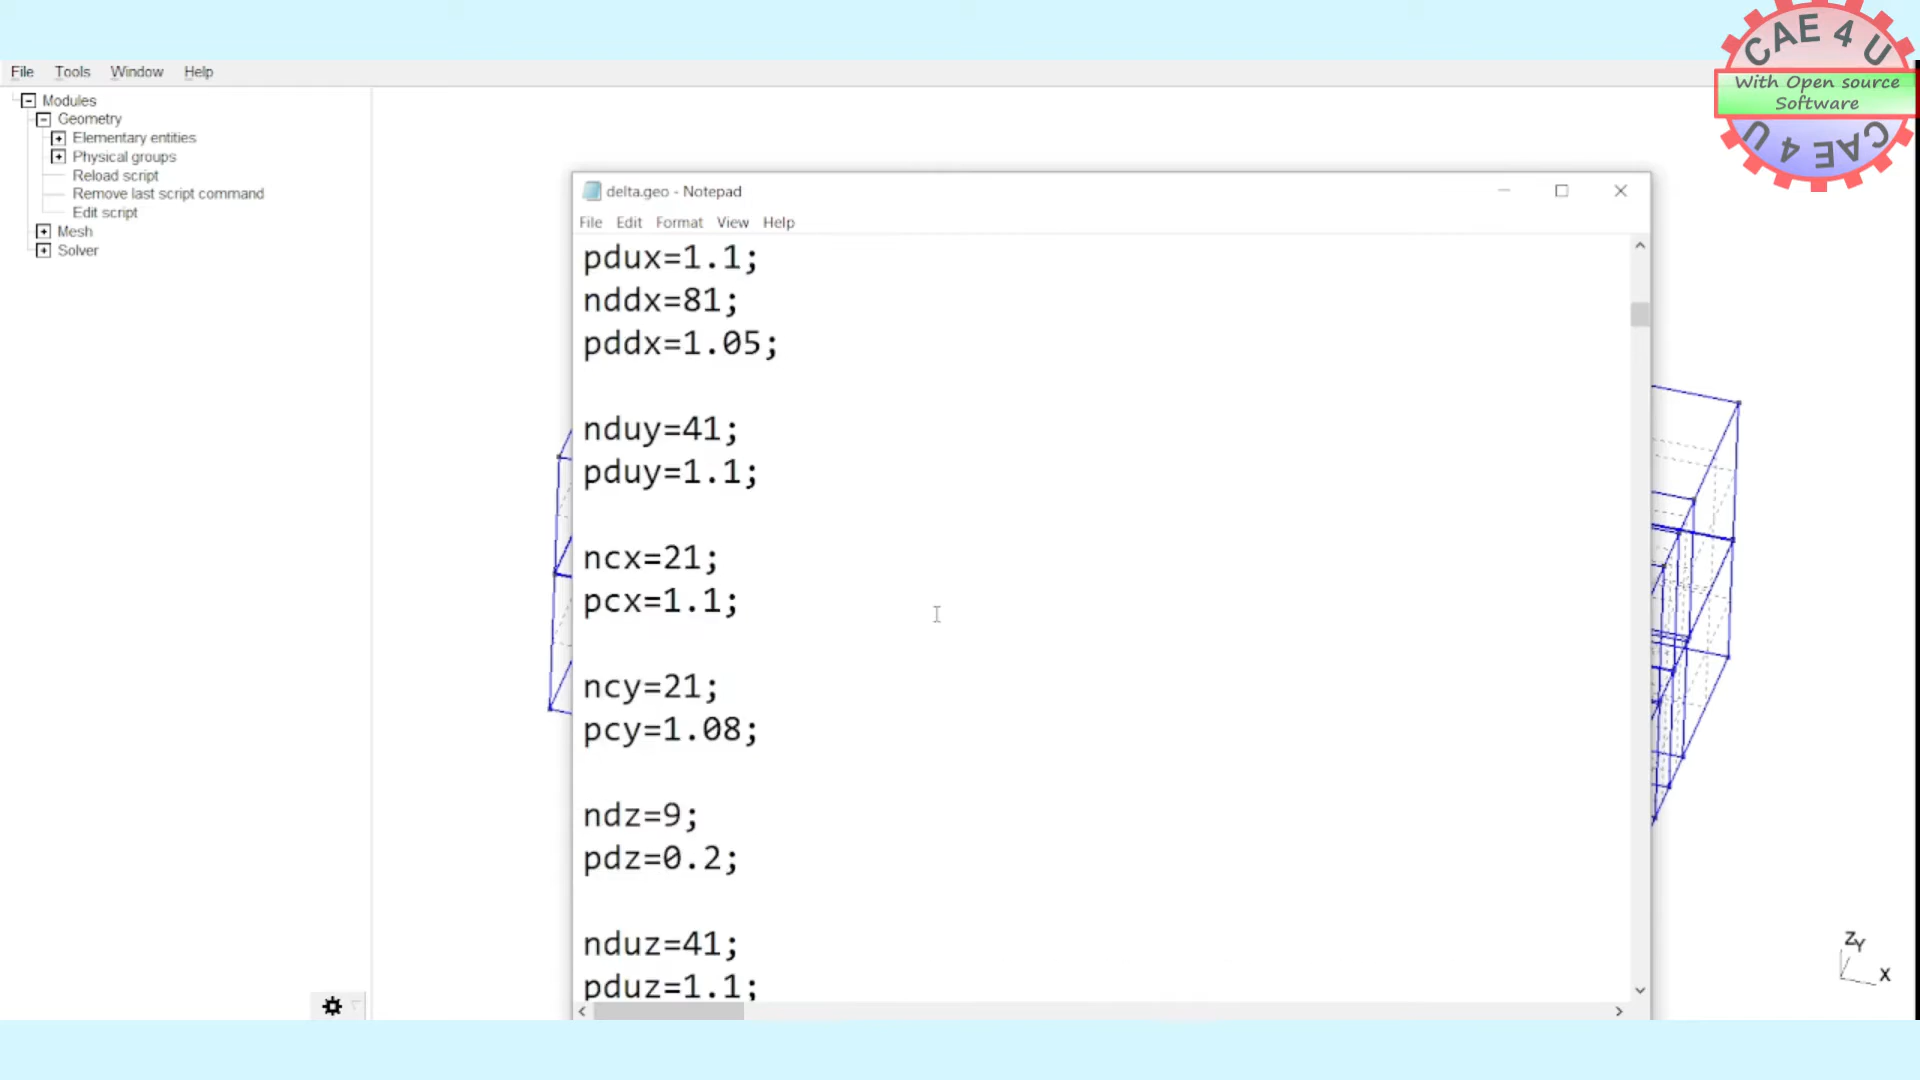 CAE 4 U
With Open source
Software
CAE 4 U
File Tools Window Help
Modules
Geometry
Elementary entities
Physical groups
Reload script
Remove last script command
Edit script
Mesh
Solver
delta.geo - Notepad
File Edit Format View Help
pdux=1.1;
nddx=81;
pddx=1.05;
nduy=41;
pduy=1.1;
ncx=21;
pcx=1.1;
ncy=21;
pcy=1.08;
ndz=9;
pdz=0.2;
nduz=41;
pduz=1.1;
Z
Y
X